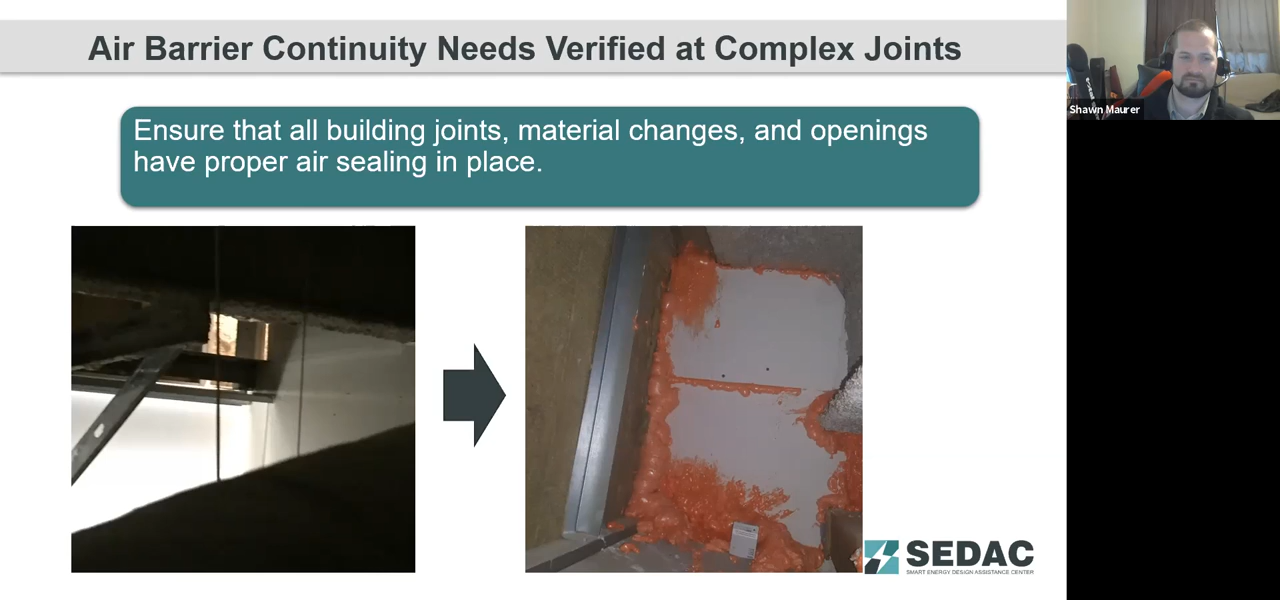 Air Barrier Continuity Needs Verified at Complex Joints
Shawn Maurer
Ensure that all building joints, material changes, and openings
have proper air sealing in place.
SEDAC
SMART ENERGY DESIGN ASSISTANCE CENTER